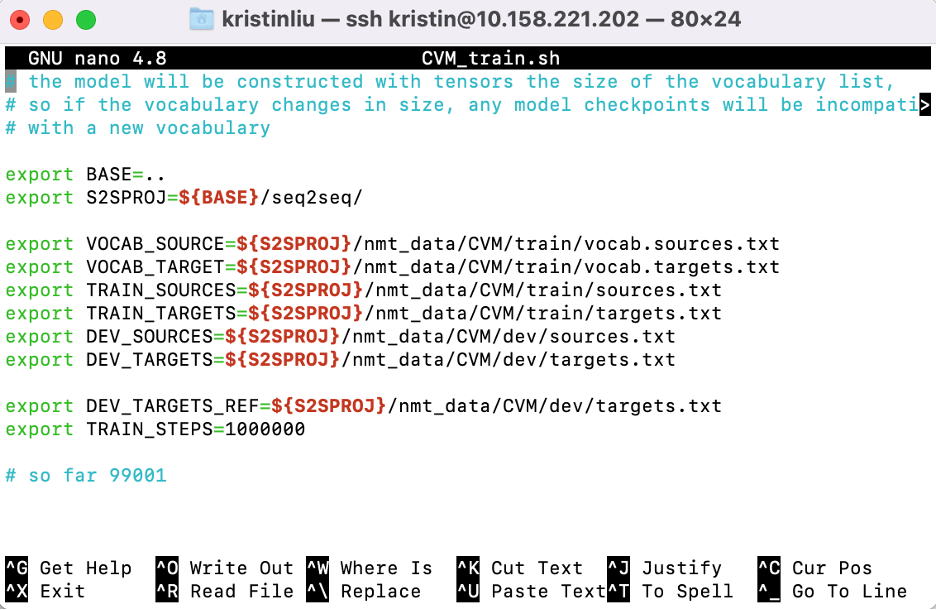 kristinliu — ssh kristin@10.158.221.202 — 80×24
GNU nano 4.8 CVM_train.sh
# the model will be constructed with tensors the size of the vocabulary list,
# so if the vocabulary changes in size, any model checkpoints will be incompati>
# with a new vocabulary
export BASE=..
export S2SPROJ=${BASE}/seq2seq/
export VOCAB_SOURCE=${S2SPROJ}/nmt_data/CVM/train/vocab.sources.txt
export VOCAB_TARGET=${S2SPROJ}/nmt_data/CVM/train/vocab.targets.txt
export TRAIN_SOURCES=${S2SPROJ}/nmt_data/CVM/train/sources.txt
export TRAIN_TARGETS=${S2SPROJ}/nmt_data/CVM/train/targets.txt
export DEV_SOURCES=${S2SPROJ}/nmt_data/CVM/dev/sources.txt
export DEV_TARGETS=${S2SPROJ}/nmt_data/CVM/dev/targets.txt
export DEV_TARGETS_REF=${S2SPROJ}/nmt_data/CVM/dev/targets.txt
export TRAIN_STEPS=1000000
# so far 99001
^G Get Help ^O Write Out ^W Where Is ^K Cut Text ^J Justify ^C Cur Pos
^X Exit ^R Read File ^\ Replace ^U Paste Text ^T To Spell ^_ Go To Line